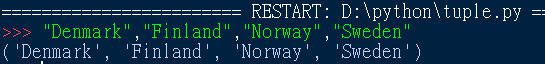 ======================= RESTART: D:\python\tuple.py =
>>> "Denmark","Finland","Norway","Sweden"
('Denmark', 'Finland', 'Norway', 'Sweden')